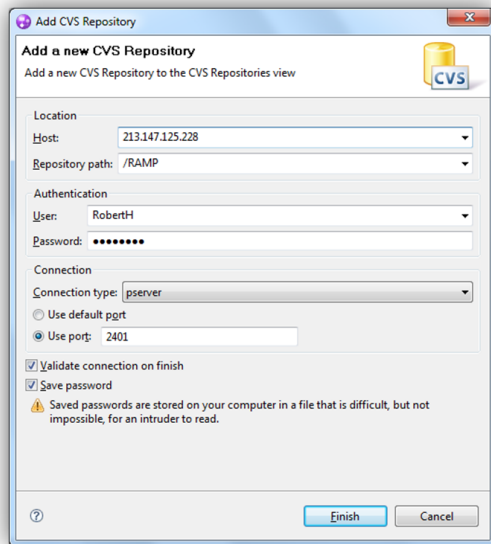 Add CVS Repository
Add a new CVS Repository
Add a new CVS Repository to the CVS Repositories view
CVS
Location
Host: 213.147.125.228
Repository path: /RAMP
Authentication
User: RobertH
Password: ●●●●●●●●
Connection
Connection type: pserver
Use default port
Use port: 2401
Validate connection on finish
Save password
Saved passwords are stored on your computer in a file that is difficult, but not
impossible, for an intruder to read.
?
Finish Cancel